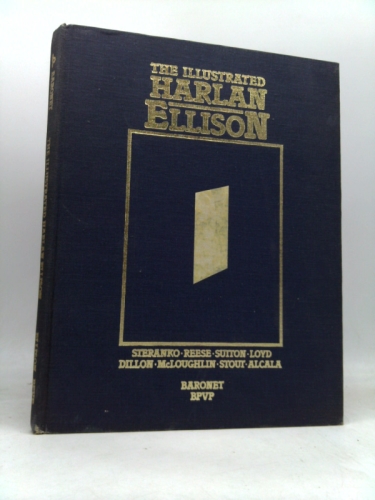 THE ILLUSTRATED
HARLAN
ELLISON
STERANKO · REESE · SUTTON · LOYD
DILLON · McLOUGHLIN · STOUT · ALCALA
BARONET
BPVP